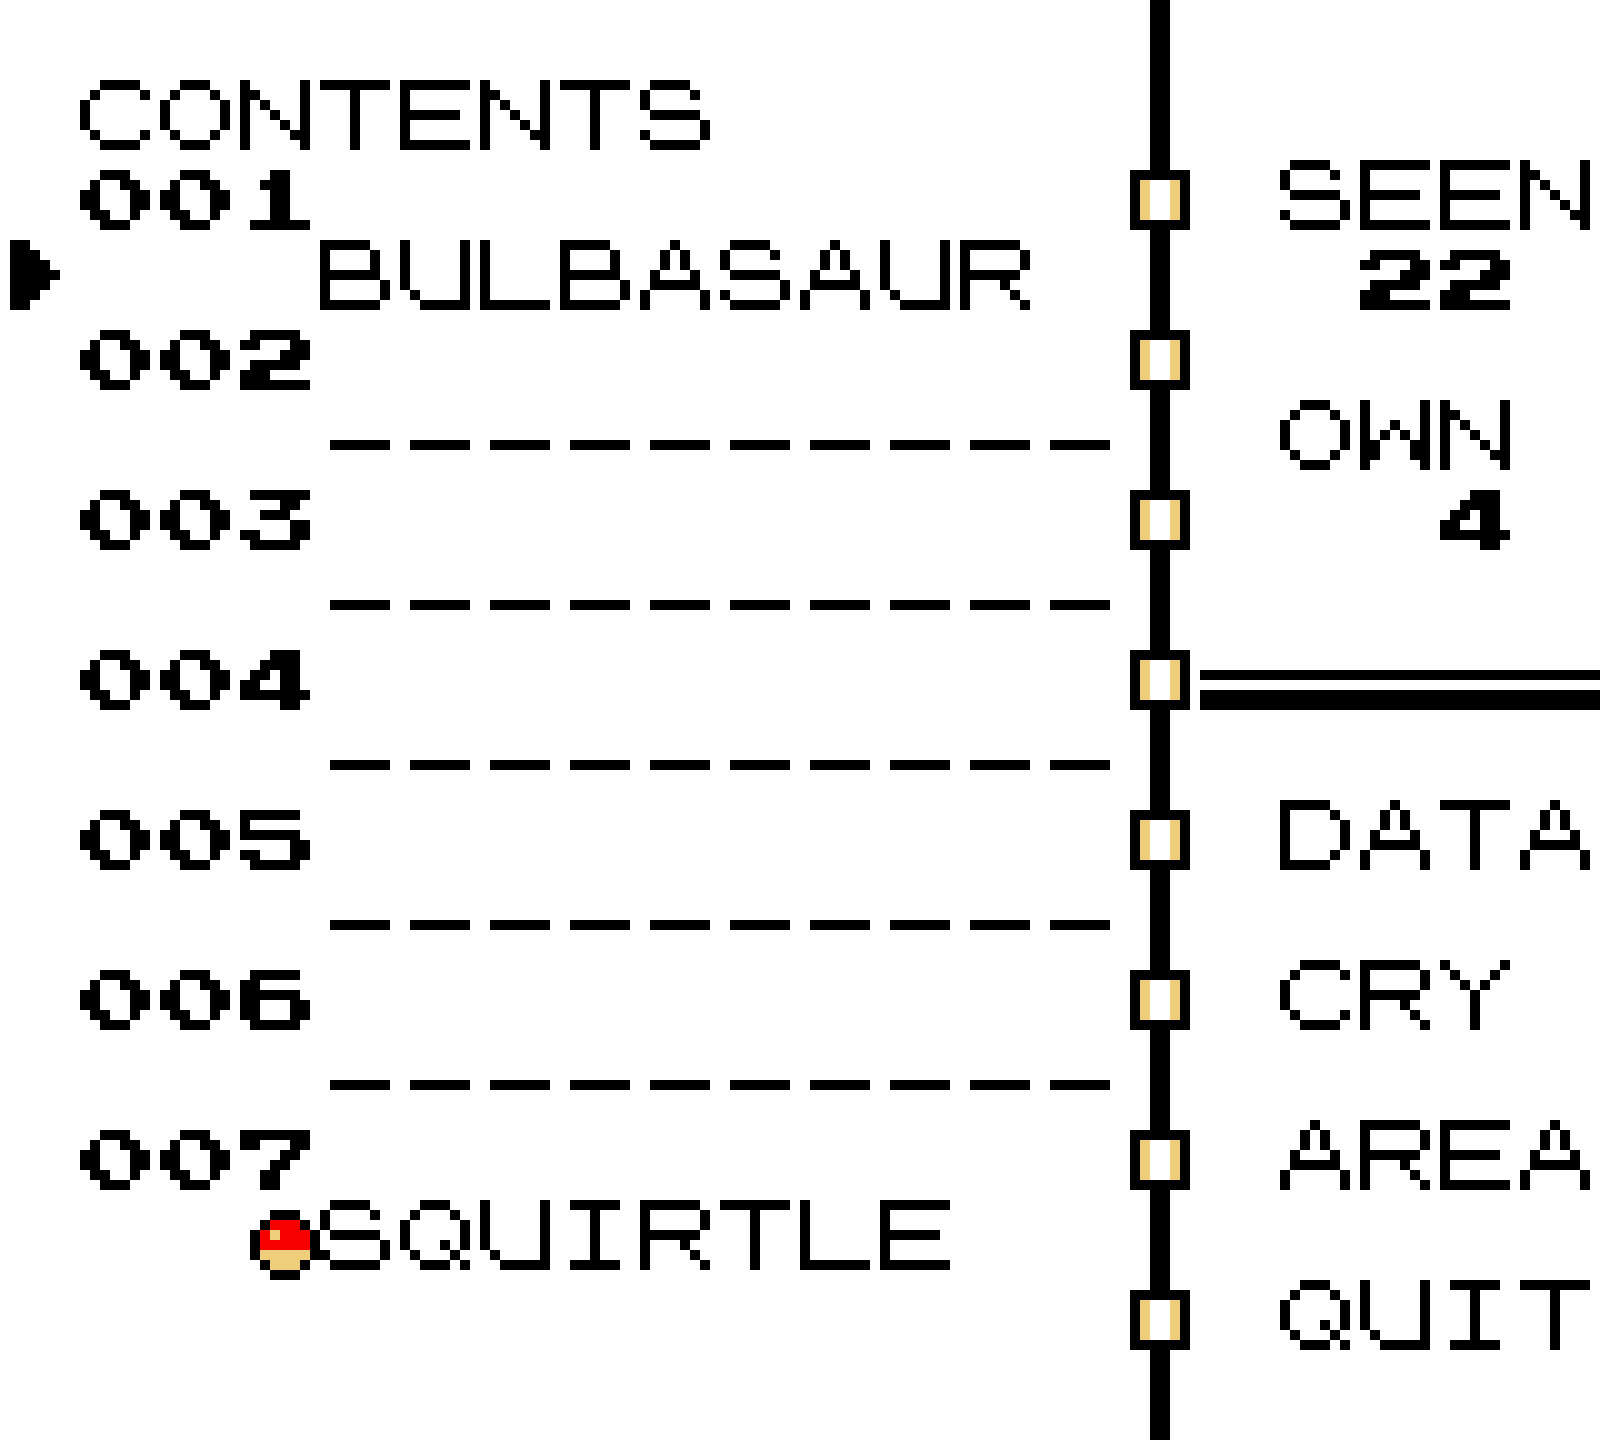 CONTENTS
001
BULBASAUR
002
----------
003
----------
004
----------
005
----------
006
----------
007
SQUIRTLE
SEEN
22
OWN
4
DATA
CRY
AREA
QUIT